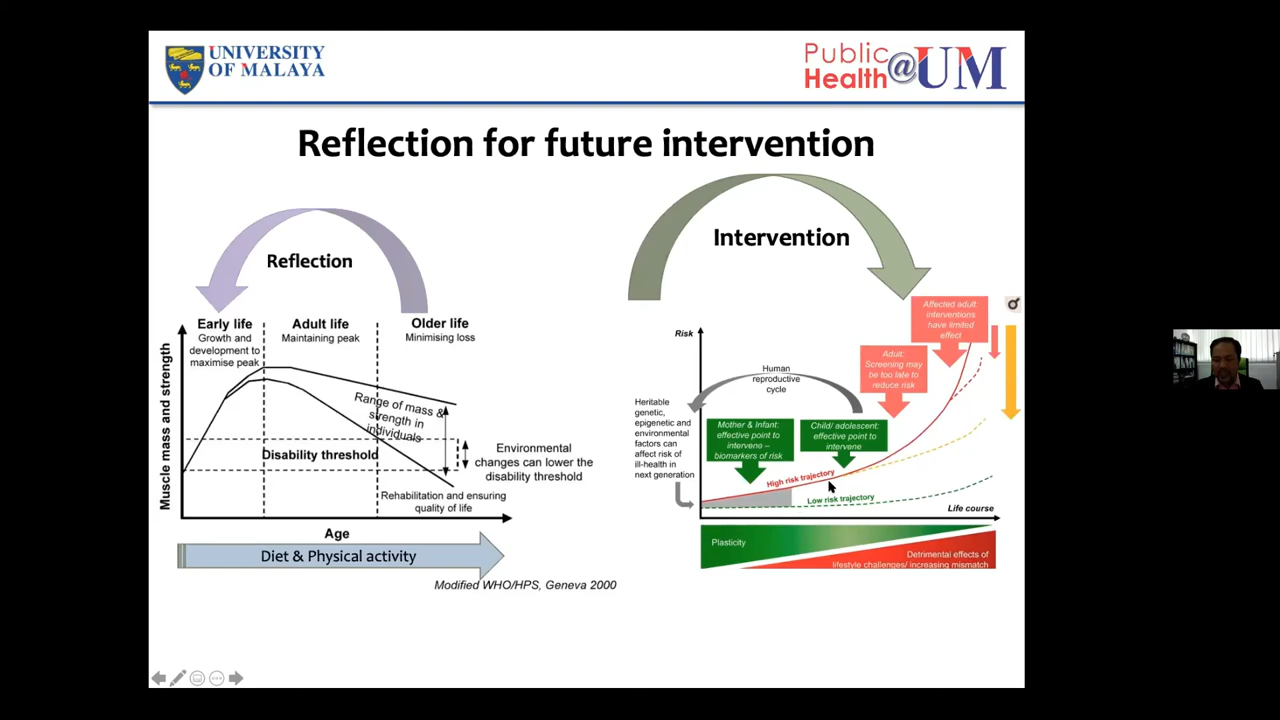 UNIVERSITY
OF MALAYA
Public
Health@UM
Reflection for future intervention
Reflection
Early life
Growth and
development to
maximise peak
Adult life
Maintaining peak
Older life
Minimising loss
Muscle mass and strength
Range of mass &
strength in
individuals
Disability threshold
Environmental
changes can lower the
disability threshold
Rehabilitation and ensuring
quality of life
Age
Diet & Physical activity
Modified WHO/HPS, Geneva 2000
Intervention
Risk
Affected adult:
interventions
have limited
effect
Adult:
Screening may
be too late to
reduce risk
Human
reproductive
cycle
Heritable
genetic,
epigenetic and
environmental
factors can
affect risk of
ill-health in
next generation
Mother & Infant:
effective point to
intervene –
biomarkers of risk
Child/ adolescent:
effective point to
intervene
High risk trajectory
Low risk trajectory
Life course
Plasticity
Detrimental effects of
lifestyle challenges/ increasing mismatch